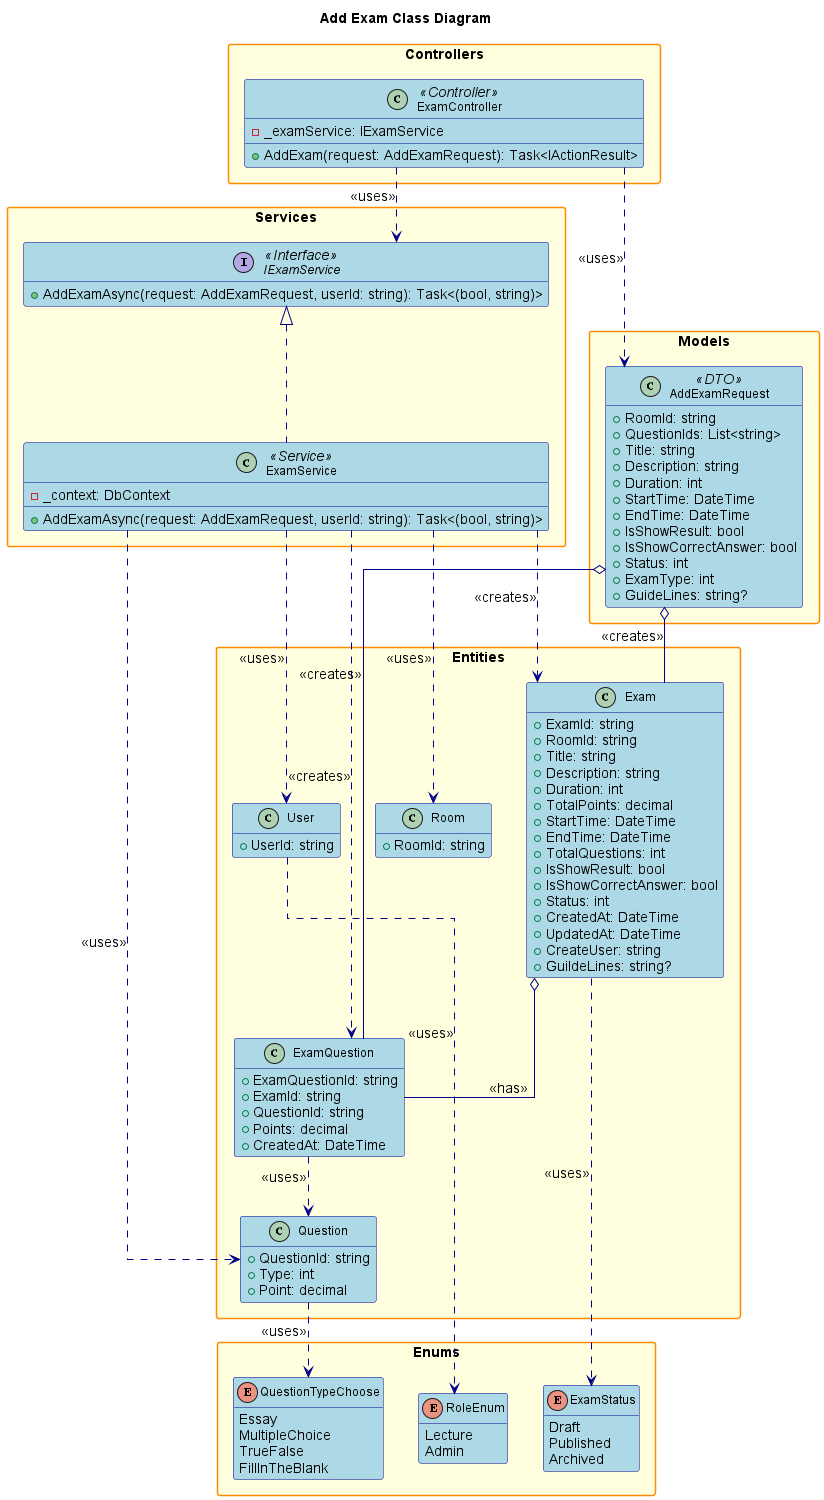 Add Exam Class Diagram
Controllers
C
«Controller»
ExamController
_examService: IExamService
AddExam(request: AddExamRequest): Task<IActionResult>
«uses»
«uses»
Services
I
«Interface»
IExamService
AddExamAsync(request: AddExamRequest, userId: string): Task<(bool, string)>
C
«Service»
ExamService
_context: DbContext
AddExamAsync(request: AddExamRequest, userId: string): Task<(bool, string)>
Models
C
«DTO»
AddExamRequest
RoomId: string
QuestionIds: List<string>
Title: string
Description: string
Duration: int
StartTime: DateTime
EndTime: DateTime
IsShowResult: bool
IsShowCorrectAnswer: bool
Status: int
ExamType: int
GuideLines: string?
«creates»
«creates»
«uses»
«creates»
«uses»
«creates»
«uses»
Entities
C
Exam
ExamId: string
RoomId: string
Title: string
Description: string
Duration: int
TotalPoints: decimal
StartTime: DateTime
EndTime: DateTime
TotalQuestions: int
IsShowResult: bool
IsShowCorrectAnswer: bool
Status: int
CreatedAt: DateTime
UpdatedAt: DateTime
CreateUser: string
GuildeLines: string?
C
User
UserId: string
C
Room
RoomId: string
«uses»
«has»
C
ExamQuestion
ExamQuestionId: string
ExamId: string
QuestionId: string
Points: decimal
CreatedAt: DateTime
«uses»
«uses»
C
Question
QuestionId: string
Type: int
Point: decimal
«uses»
Enums
E
QuestionTypeChoose
Essay
MultipleChoice
TrueFalse
FillInTheBlank
E
RoleEnum
Lecture
Admin
E
ExamStatus
Draft
Published
Archived